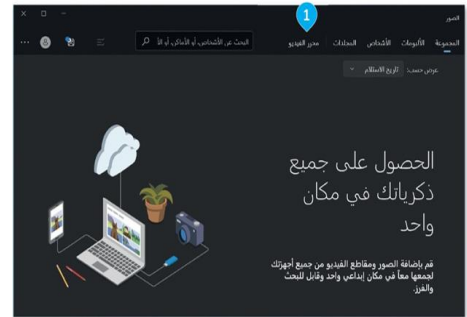 الصور
1
المجموعة الألبومات الأشخاص المجلدات محرر الفيديو البحث عن الأشخاص، أو الأماكن، أو الأ
عرض حسب: تاريخ الاستلام
الحصول على جميع
ذكرياتك في مكان
واحد
قم بإضافة الصور ومقاطع الفيديو من جميع أجهزتك
لجمعها معاً في مكان إبداعي واحد وقابل للبحث
والفرز.